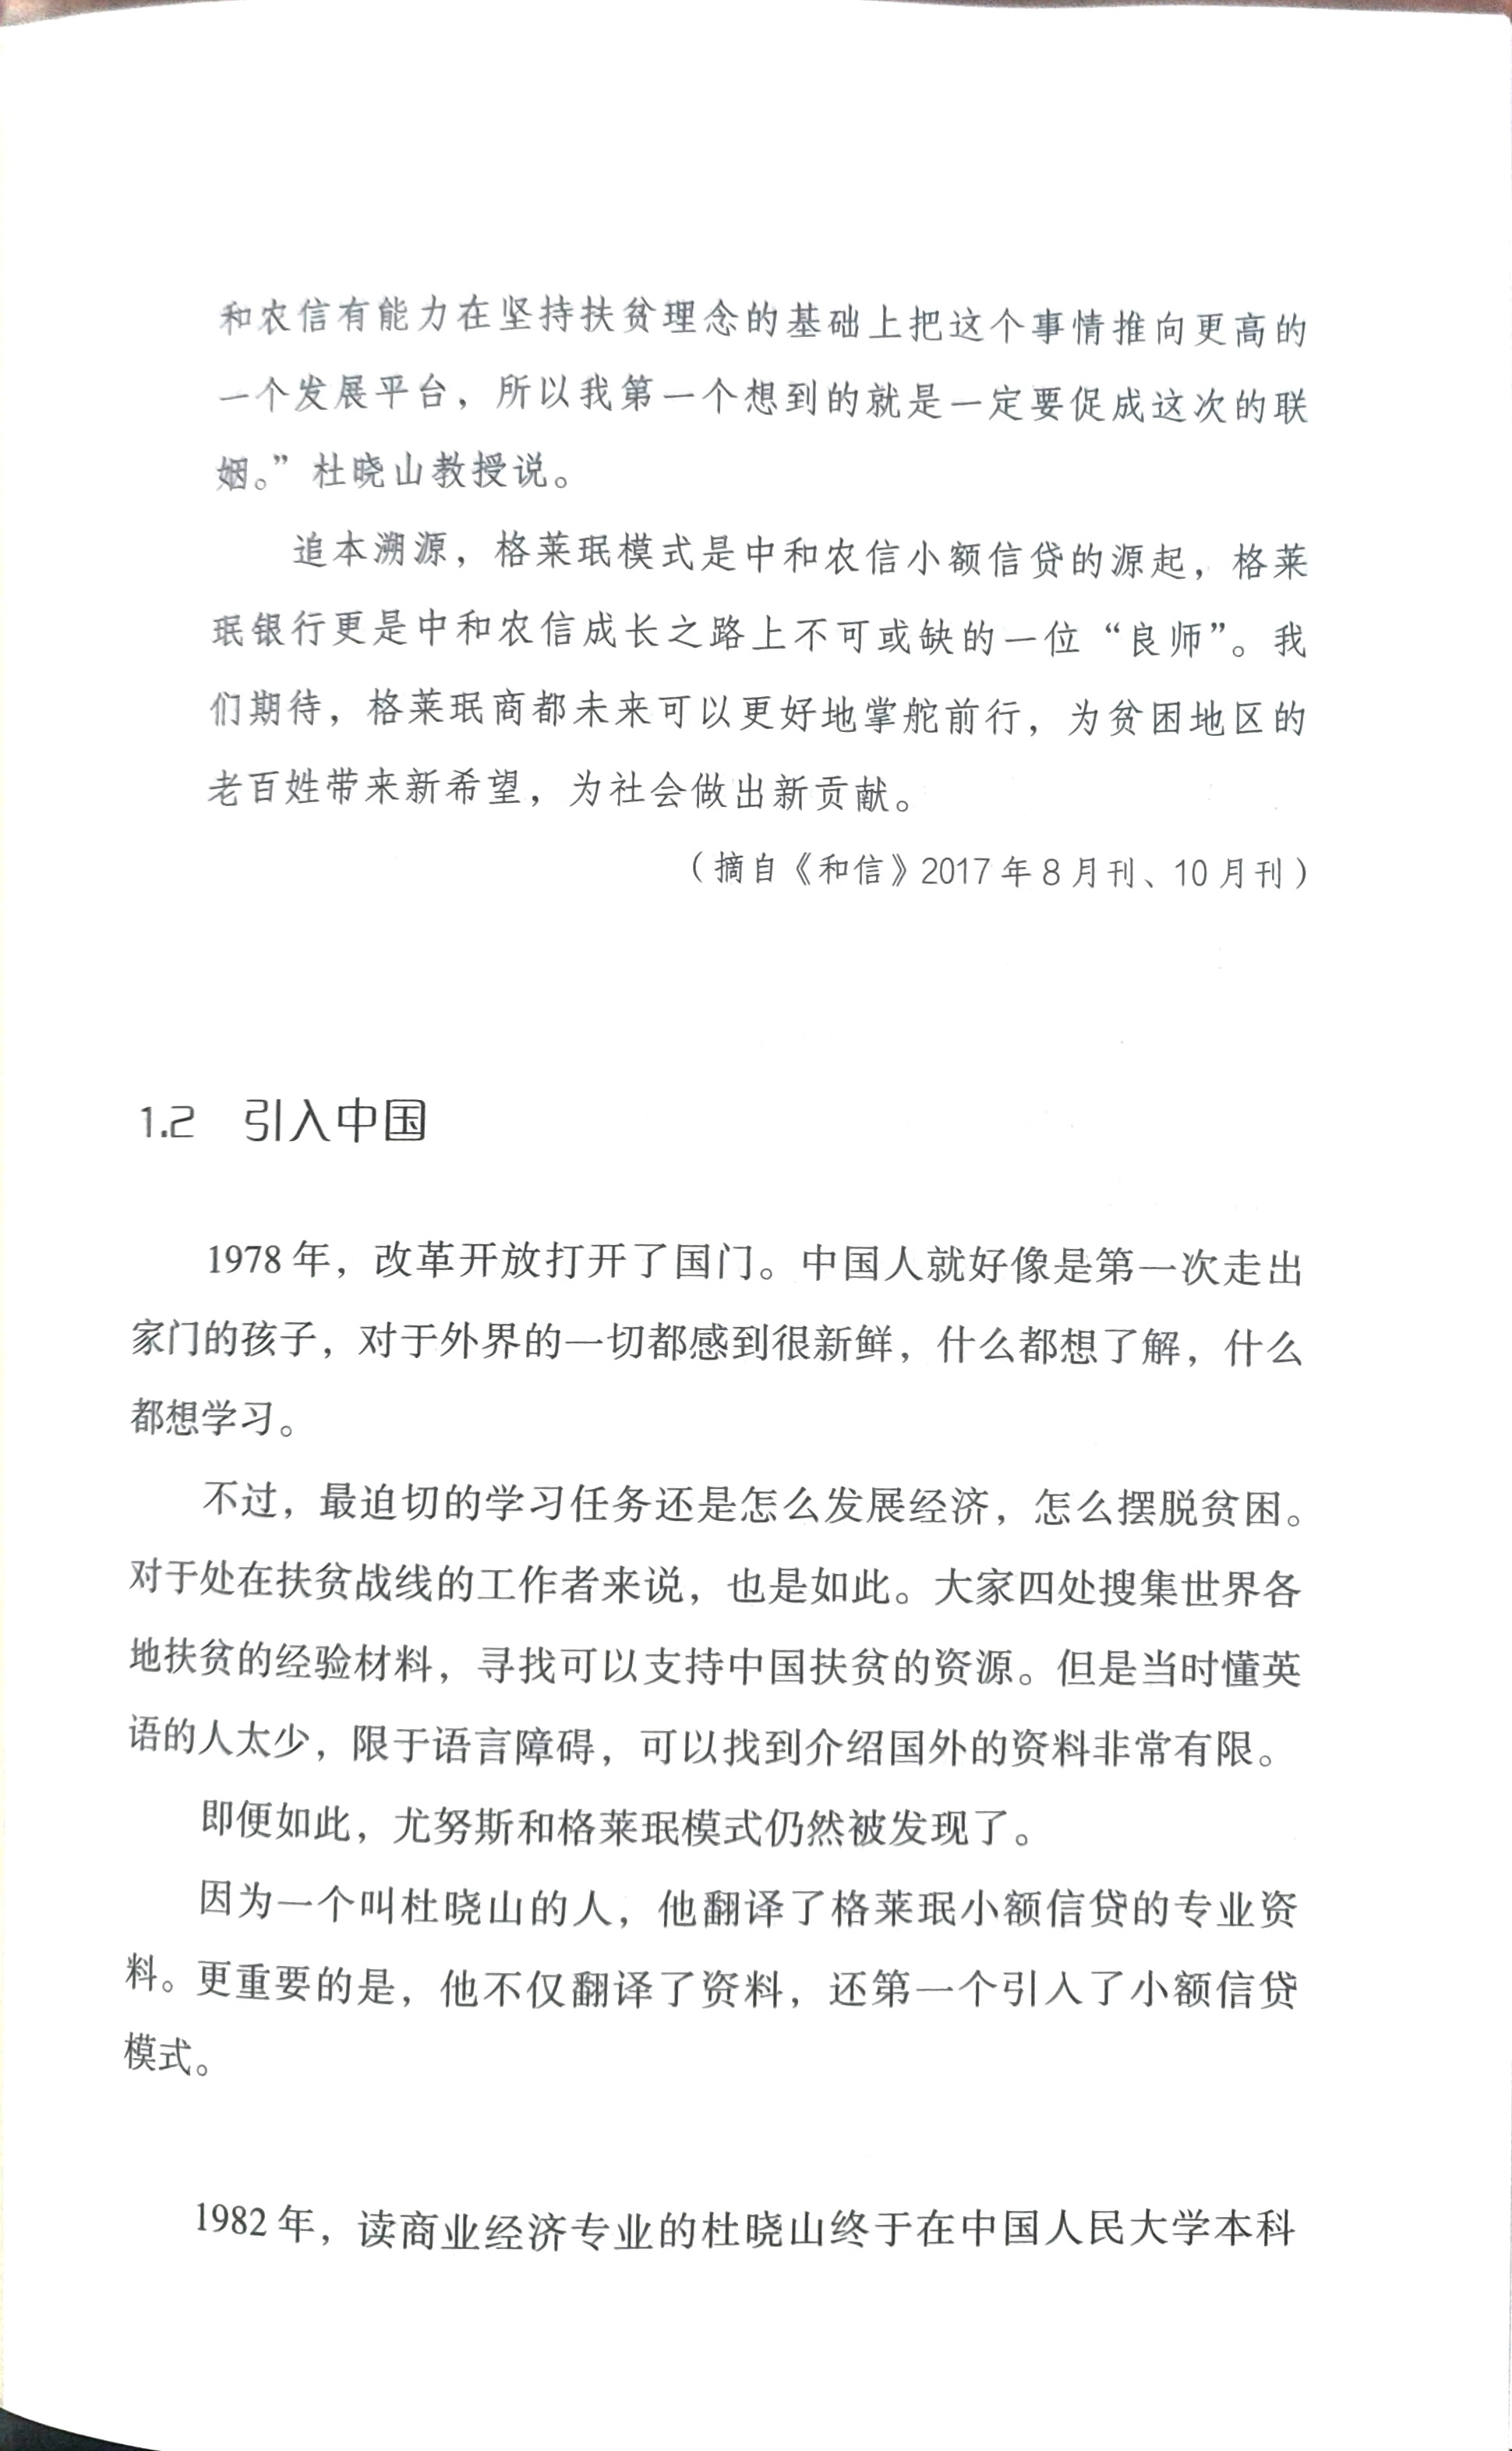 和农信有能力在坚持扶贫理念的基础上把这个事情推向更高的
一个发展平台，所以我第一个想到的就是一定要促成这次的联
姻。”杜晓山教授说。
追本溯源，格莱珉模式是中和农信小额信贷的源起，格莱
珉银行更是中和农信成长之路上不可或缺的一位“良师”。我
们期待，格莱珉商都未来可以更好地掌舵前行，为贫困地区的
老百姓带来新希望，为社会做出新贡献。
（摘自《和信》2017年8月刊、10月刊）
1.2 引入中国
1978年，改革开放打开了国门。中国人就好像是第一次走出
家门的孩子，对于外界的一切都感到很新鲜，什么都想了解，什么
都想学习。
不过，最迫切的学习任务还是怎么发展经济，怎么摆脱贫困。
对于处在扶贫战线的工作者来说，也是如此。大家四处搜集世界各
地扶贫的经验材料，寻找可以支持中国扶贫的资源。但是当时懂英
语的人太少，限于语言障碍，可以找到介绍国外的资料非常有限。
即便如此，尤努斯和格莱珉模式仍然被发现了。
因为一个叫杜晓山的人，他翻译了格莱珉小额信贷的专业资
料。更重要的是，他不仅翻译了资料，还第一个引入了小额信贷
模式。
1982年，读商业经济专业的杜晓山终于在中国人民大学本科